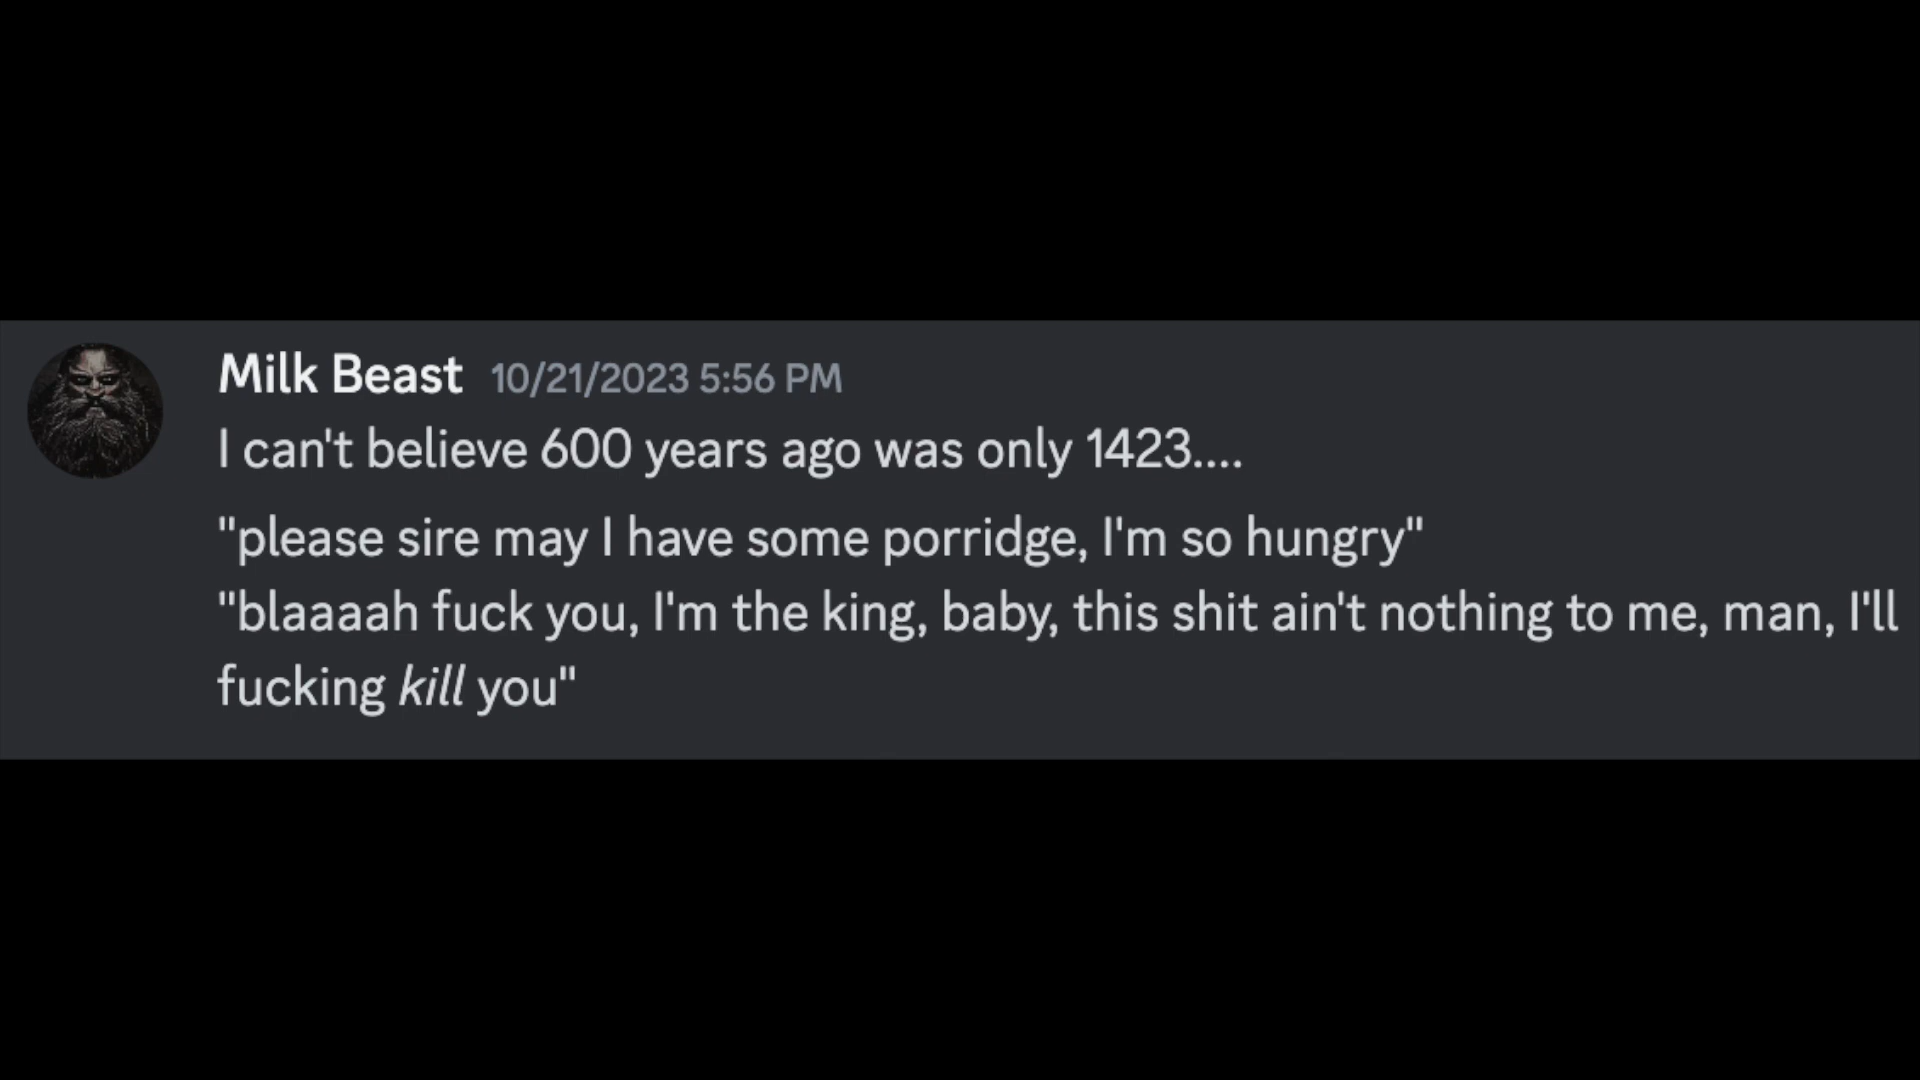 Milk Beast 10/21/2023 5:56 PM
I can't believe 600 years ago was only 1423....
"please sire may I have some porridge, I'm so hungry"
"blaaaah fuck you, I'm the king, baby, this shit ain't nothing to me, man, I'll
fucking kill you"